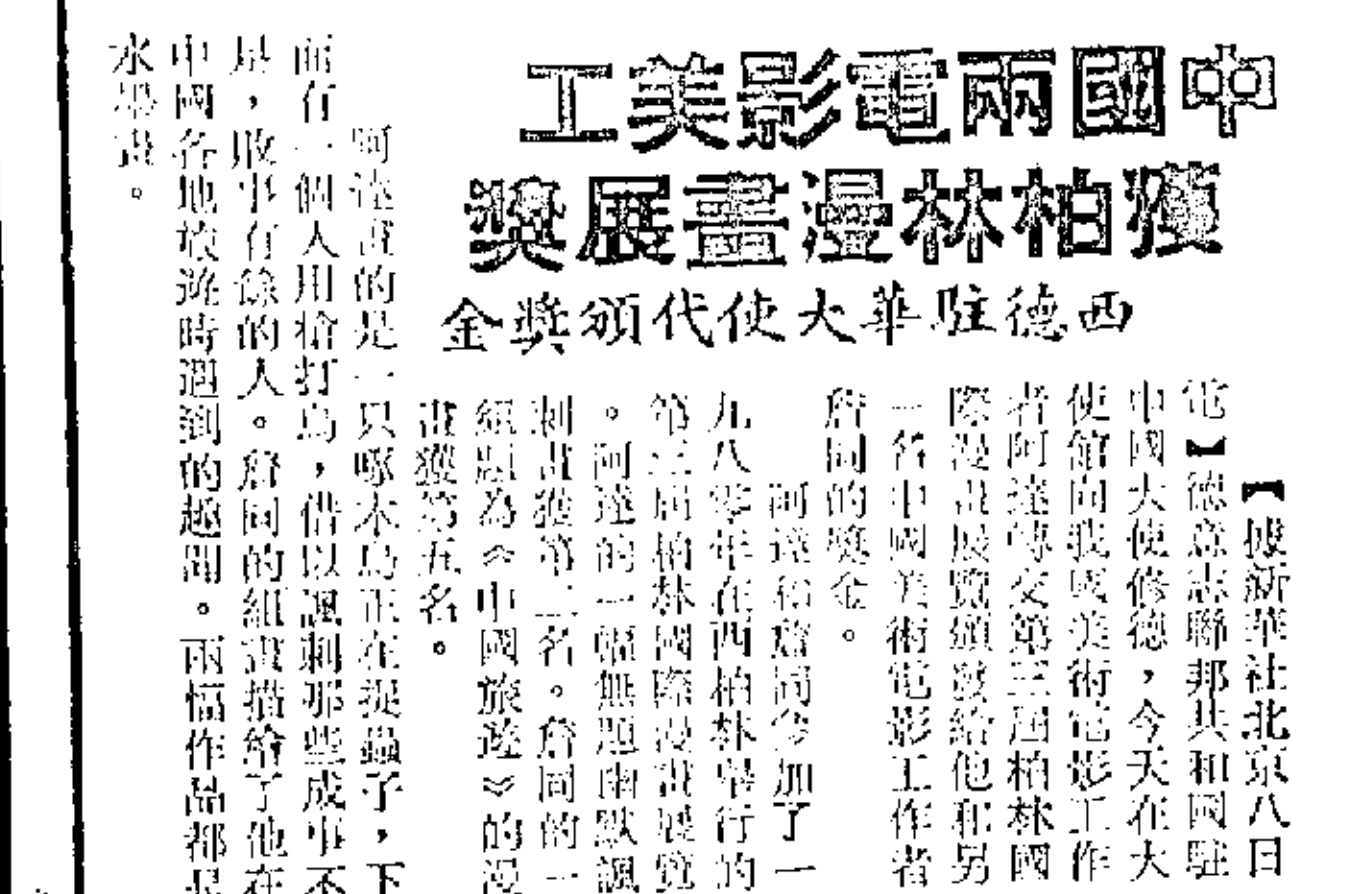 中國兩電影美工
獲柏林漫畫展獎
西德駐華大使代頒獎金
【據新華社北京八日
電】德意志聯邦共和國駐
中國大使修德，今天在大
使館向我國美術電影工作
者阿達轉交第三屆柏林國
際漫畫展覽頒發給他和另
一名中國美術電影工作者
詹同的獎金。
阿達和詹同參加了一
九八零年在西柏林舉行的
第三屆柏林國際漫畫展覽
。阿達的一幅無題幽默諷
刺畫獲第二名。詹同的一
組題為《中國旅遊》的漫
畫獲第五名。
阿達畫的是一只啄木鳥正在捉蟲子，下
面有一個人用槍打鳥，借以諷刺那些成事不
足，敗事有餘的人。詹同的組畫描繪了他在
中國各地旅遊時遇到的趣聞。兩幅作品都是
水墨畫。